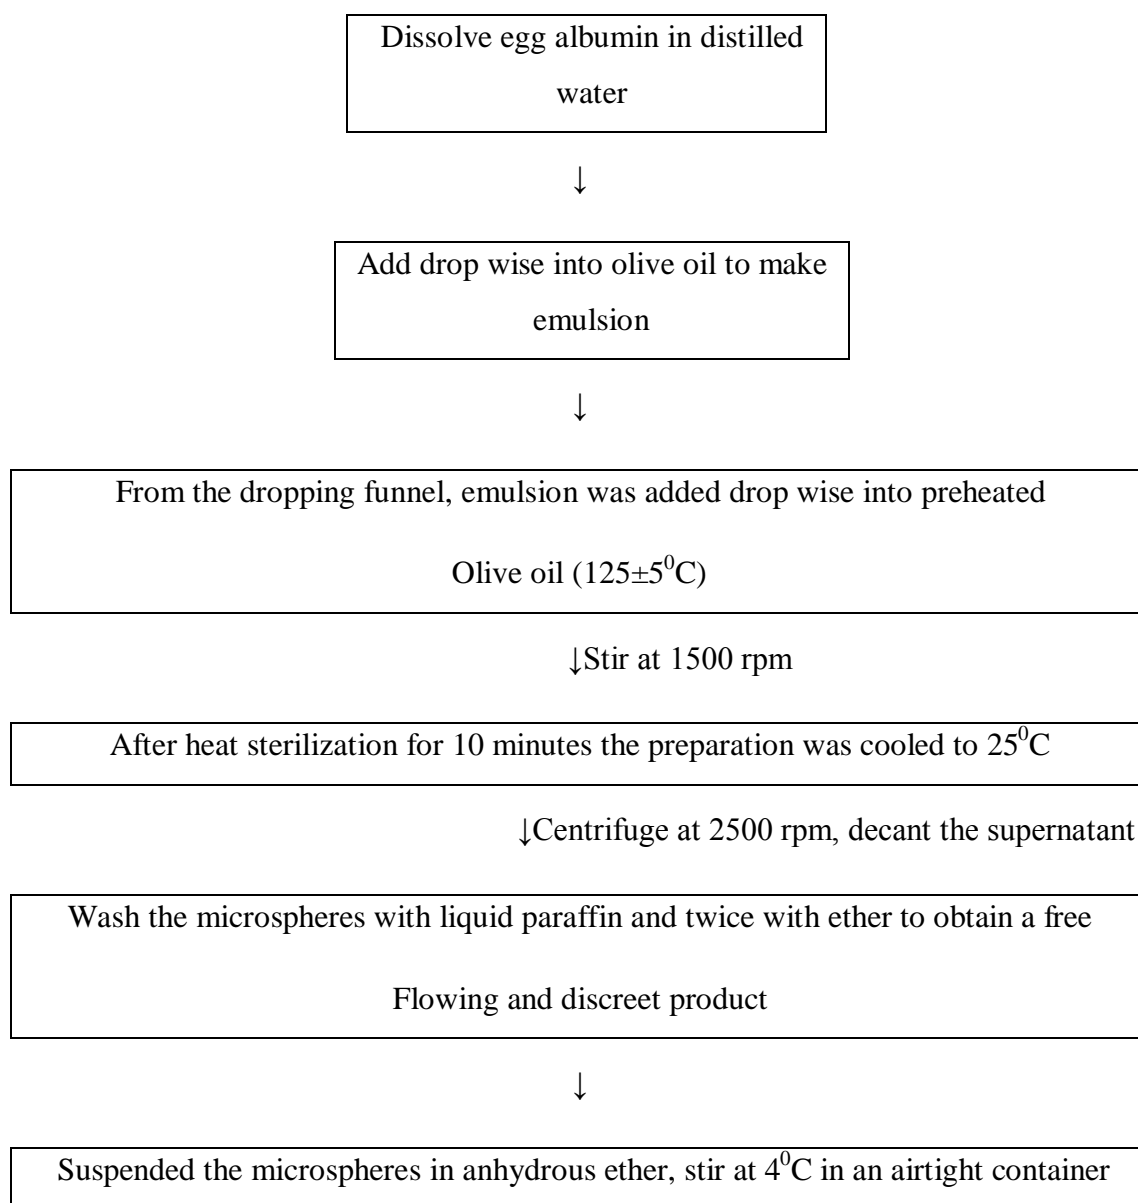 Dissolve egg albumin in distilled
water
↓
Add drop wise into olive oil to make
emulsion
↓
From the dropping funnel, emulsion was added drop wise into preheated
Olive oil (125±5⁰C)
↓Stir at 1500 rpm
After heat sterilization for 10 minutes the preparation was cooled to 25⁰C
↓Centrifuge at 2500 rpm, decant the supernatant
Wash the microspheres with liquid paraffin and twice with ether to obtain a free
Flowing and discreet product
↓
Suspended the microspheres in anhydrous ether, stir at 4⁰C in an airtight container